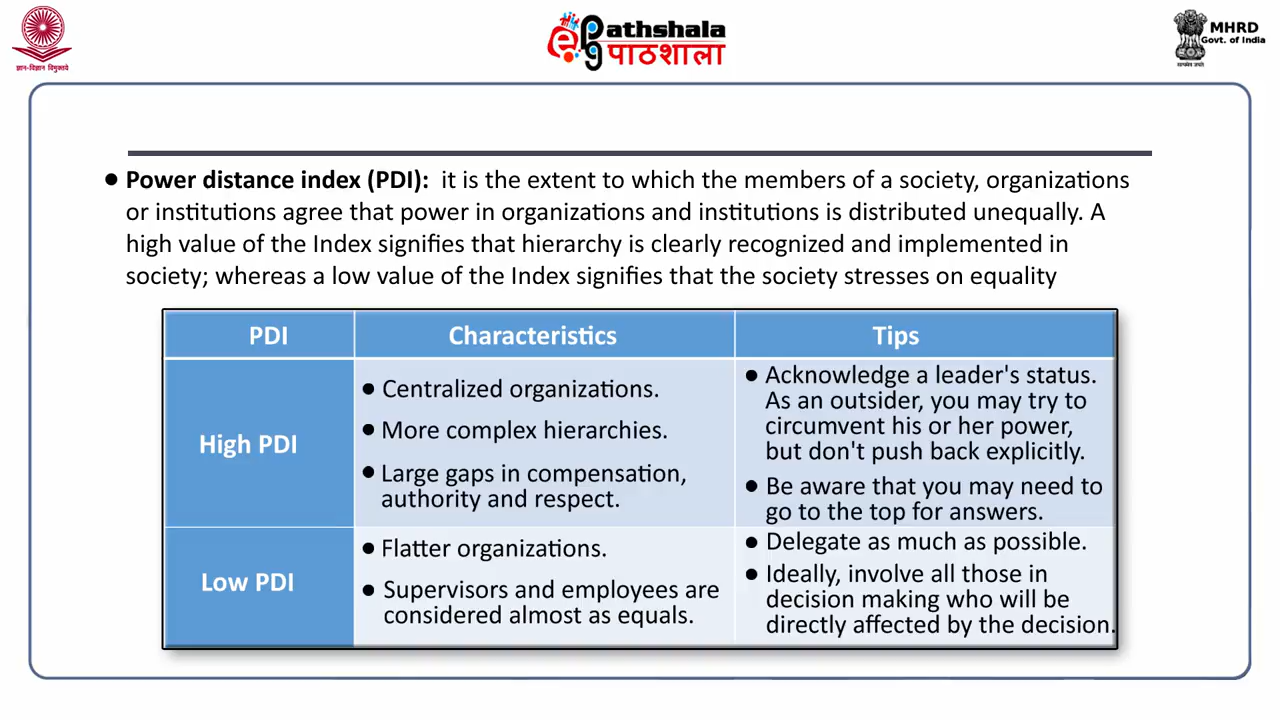 ज्ञान-विज्ञान विमुक्तये
Pathshala
पाठशाला
MHRD
Govt. of India
• Power distance index (PDI): it is the extent to which the members of a society, organizations
or institutions agree that power in organizations and institutions is distributed unequally. A
high value of the Index signifies that hierarchy is clearly recognized and implemented in
society; whereas a low value of the Index signifies that the society stresses on equality
PDI
Characteristics
Tips
High PDI
• Centralized organizations.
• More complex hierarchies.
• Large gaps in compensation,
authority and respect.
• Acknowledge a leader's status.
As an outsider, you may try to
circumvent his or her power,
but don't push back explicitly.
• Be aware that you may need to
go to the top for answers.
Low PDI
• Flatter organizations.
• Supervisors and employees are
considered almost as equals.
• Delegate as much as possible.
• Ideally, involve all those in
decision making who will be
directly affected by the decision.